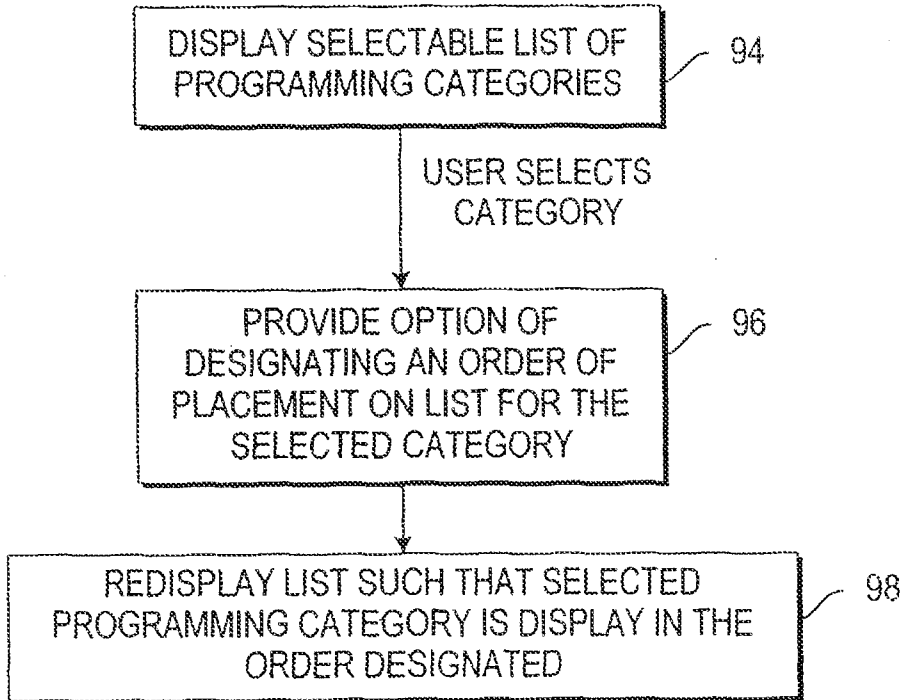 DISPLAY SELECTABLE LIST OF
PROGRAMMING CATEGORIES
94
USER SELECTS
CATEGORY
PROVIDE OPTION OF
DESIGNATING AN ORDER OF
PLACEMENT ON LIST FOR THE
SELECTED CATEGORY
96
REDISPLAY LIST SUCH THAT SELECTED
PROGRAMMING CATEGORY IS DISPLAY IN THE
ORDER DESIGNATED
98